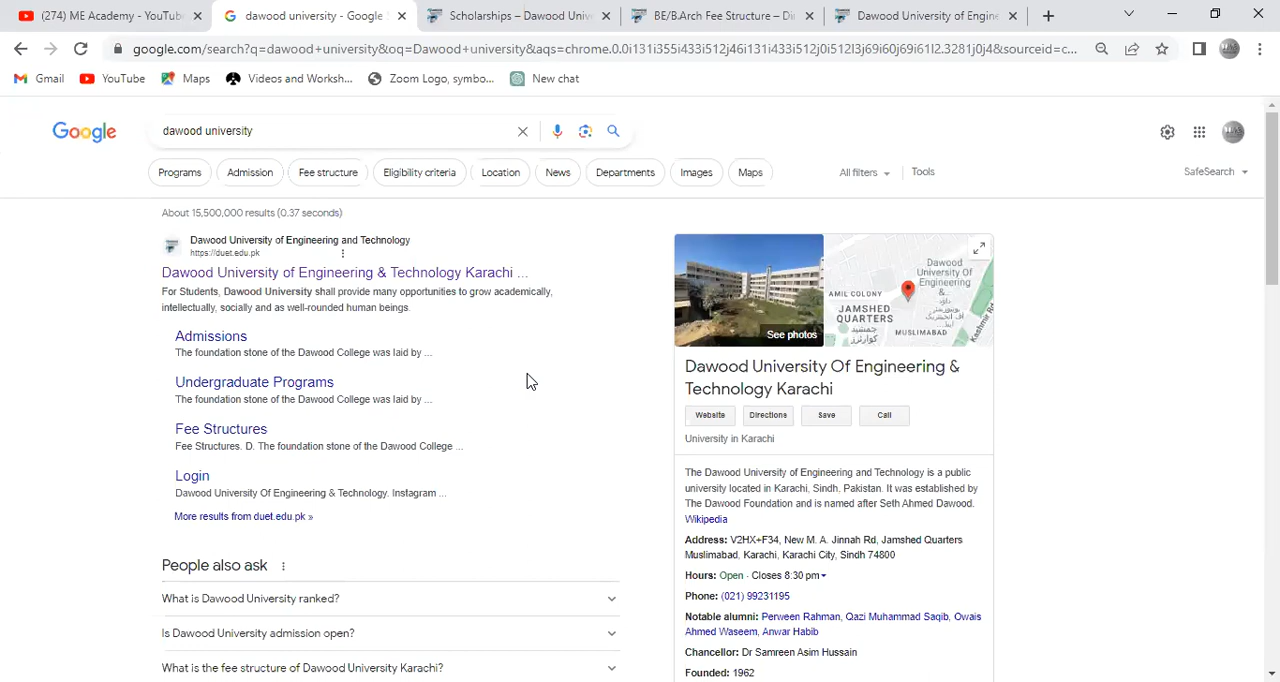 (274) ME Academy - YouTube
dawood university - Google S
Scholarships – Dawood Unive
BE/B.Arch Fee Structure – Dire
Dawood University of Engine
google.com/search?q=dawood+university&oq=Dawood+university&aqs=chrome.0.0i131i355i433i512j46i131i433i512j0i512l3j69i60j69i61l2.3281j0j4&sourceid=c...
Gmail
YouTube
Maps
Videos and Worksh...
Zoom Logo, symbo...
New chat
Google
dawood university
Programs
Admission
Fee structure
Eligibility criteria
Location
News
Departments
Images
Maps
All filters
Tools
SafeSearch
About 15,500,000 results (0.37 seconds)
Dawood University of Engineering and Technology
https://duet.edu.pk
Dawood University of Engineering & Technology Karachi ...
For Students, Dawood University shall provide many opportunities to grow academically,
intellectually, socially and as well-rounded human beings.
Admissions
The foundation stone of the Dawood College was laid by ...
Undergraduate Programs
The foundation stone of the Dawood College was laid by ...
Fee Structures
Fee Structures. D. The foundation stone of the Dawood College ...
Login
Dawood University Of Engineering & Technology. Instagram ...
More results from duet.edu.pk »
People also ask
What is Dawood University ranked?
Is Dawood University admission open?
What is the fee structure of Dawood University Karachi?
See photos
Dawood
University Of
Engineering
&...
AMIL COLONY
JAMSHED
QUARTERS
MUSLIMABAD
Kashmir Rd
Dawood University Of Engineering &
Technology Karachi
Website
Directions
Save
Call
University in Karachi
The Dawood University of Engineering and Technology is a public
university located in Karachi, Sindh, Pakistan. It was established by
The Dawood Foundation and is named after Seth Ahmed Dawood.
Wikipedia
Address: V2HX+F34, New M. A. Jinnah Rd, Jamshed Quarters
Muslimabad, Karachi, Karachi City, Sindh 74800
Hours: Open · Closes 8:30 pm
Phone: (021) 99231195
Notable alumni: Perween Rahman, Qazi Muhammad Saqib, Owais
Ahmed Waseem, Anwar Habib
Chancellor: Dr Samreen Asim Hussain
Founded: 1962